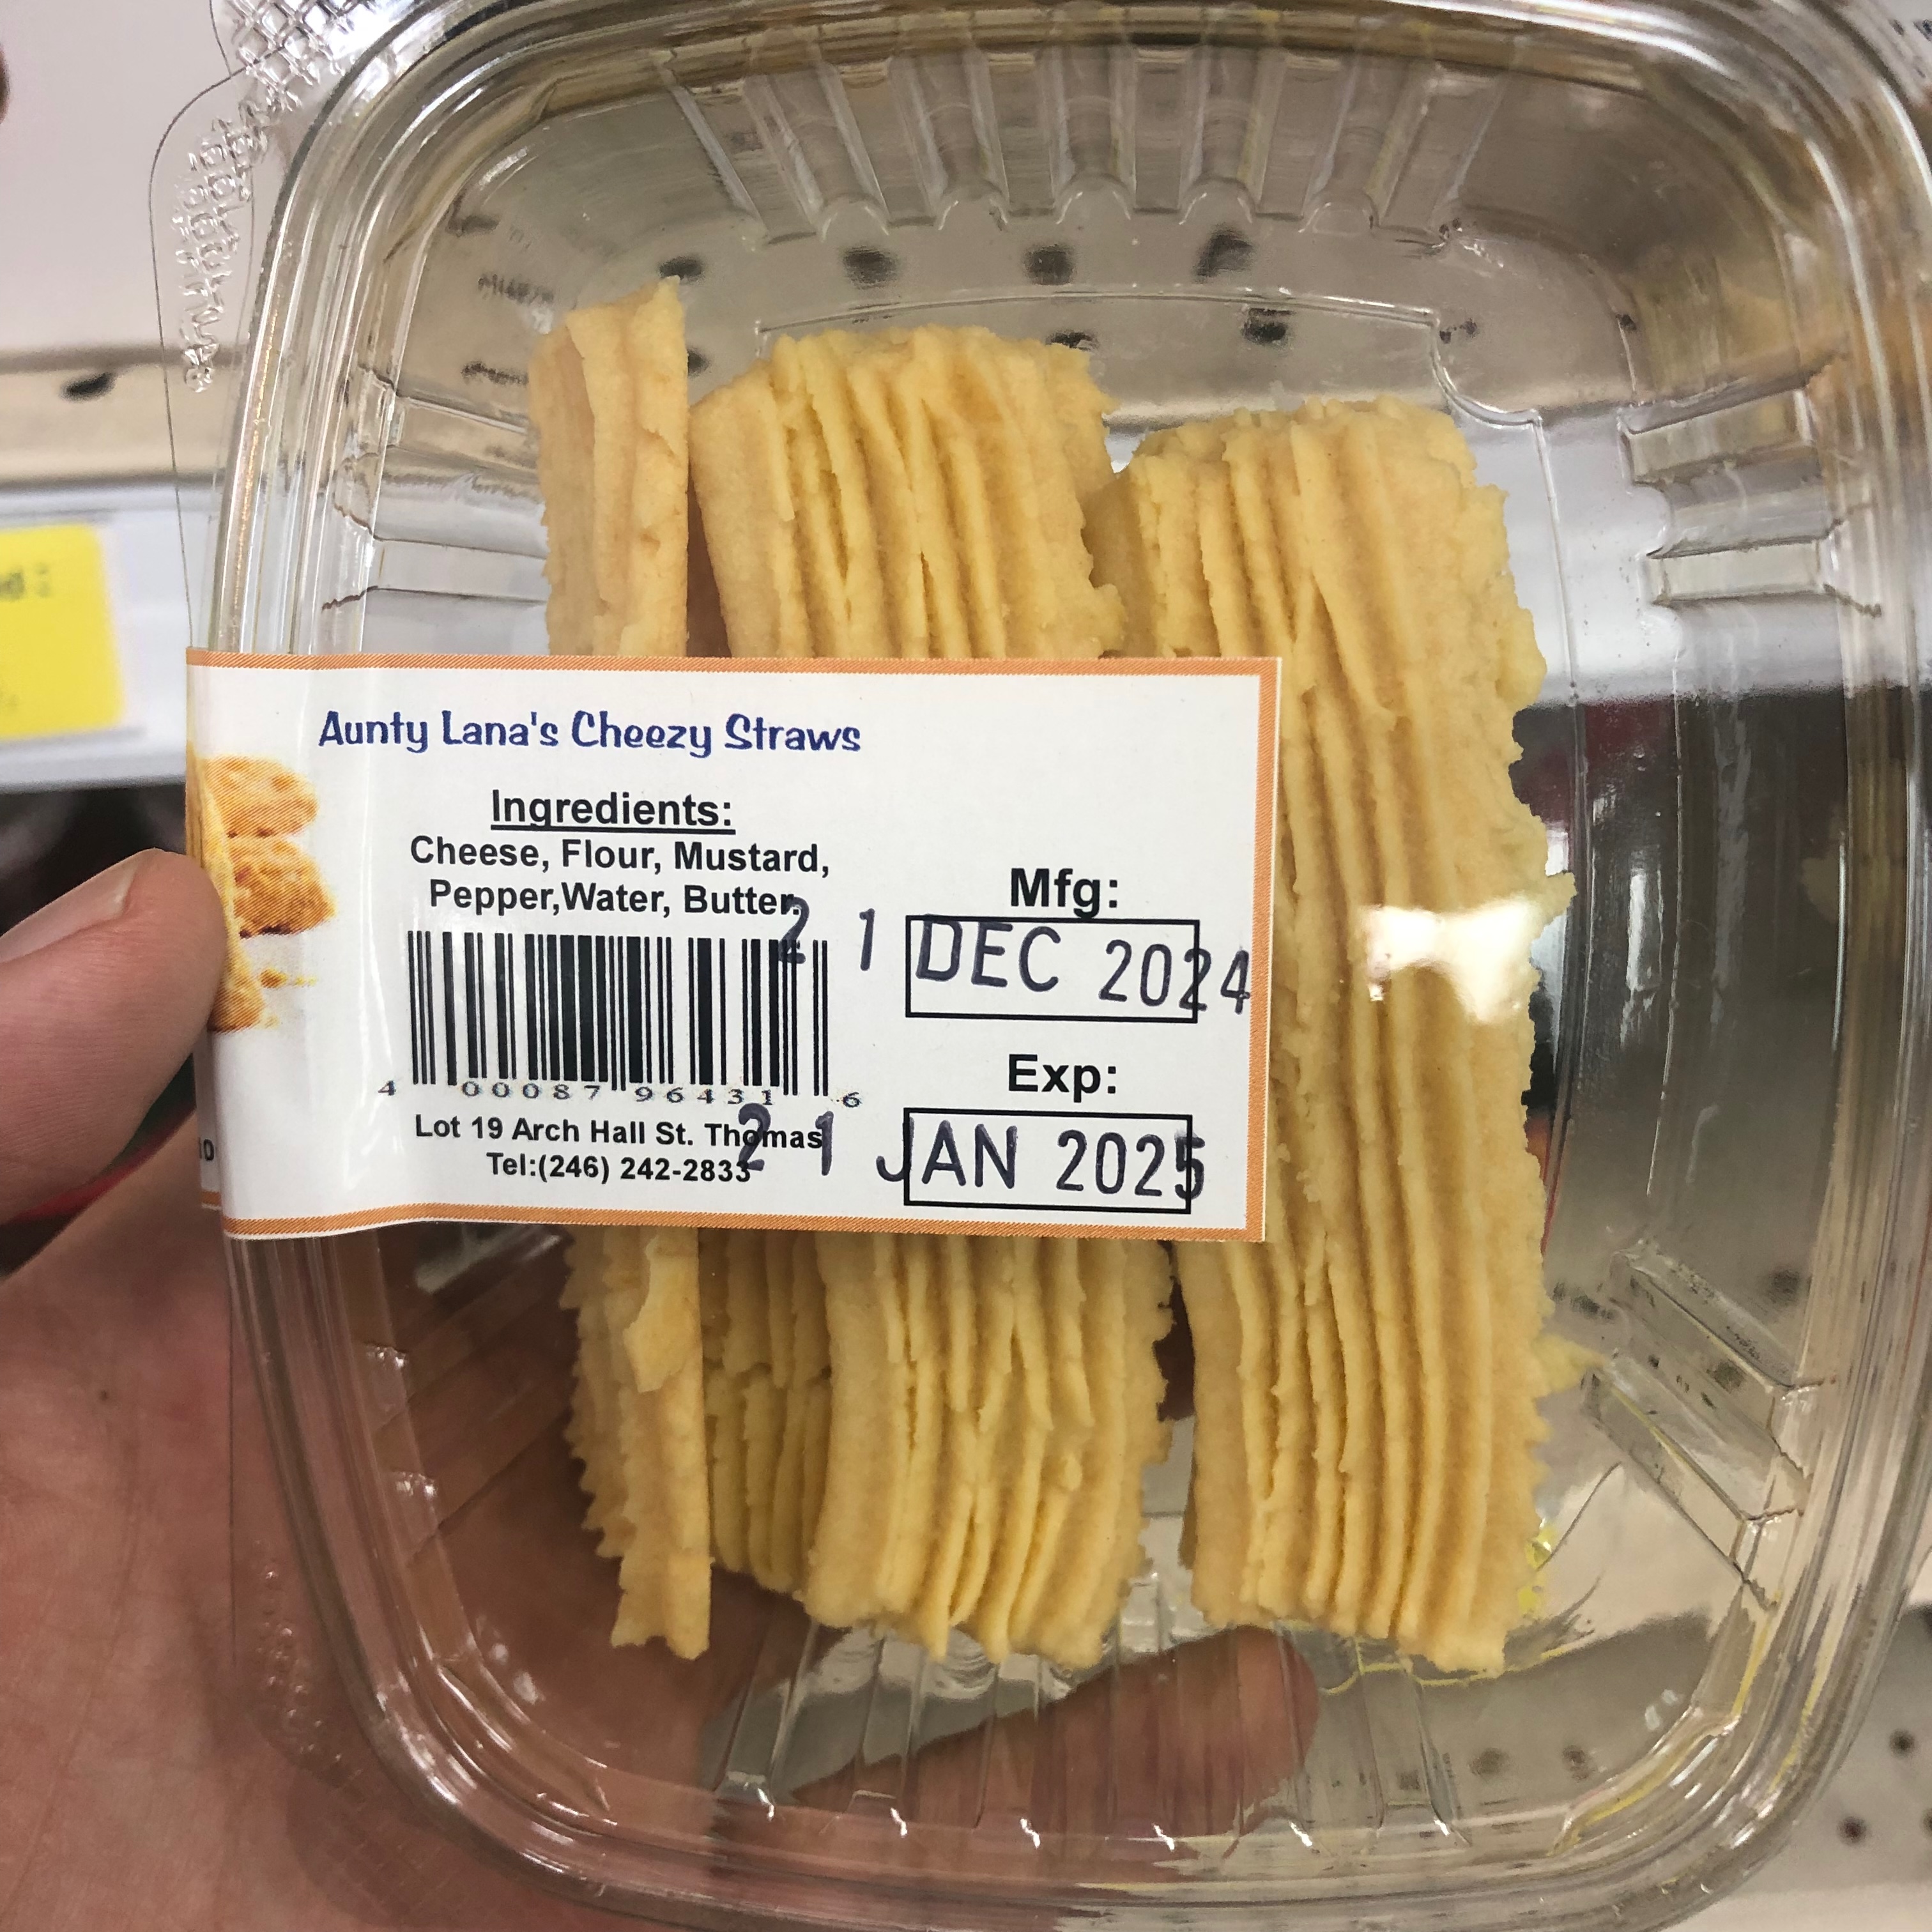 Aunty Lana's Cheezy Straws
Ingredients:
Cheese, Flour, Mustard,
Pepper,Water, Butter.
4 00087 96431 6
Lot 19 Arch Hall St. Thomas
Tel:(246) 242-2833
Mfg:
21 DEC 2024
Exp:
21 JAN 2025